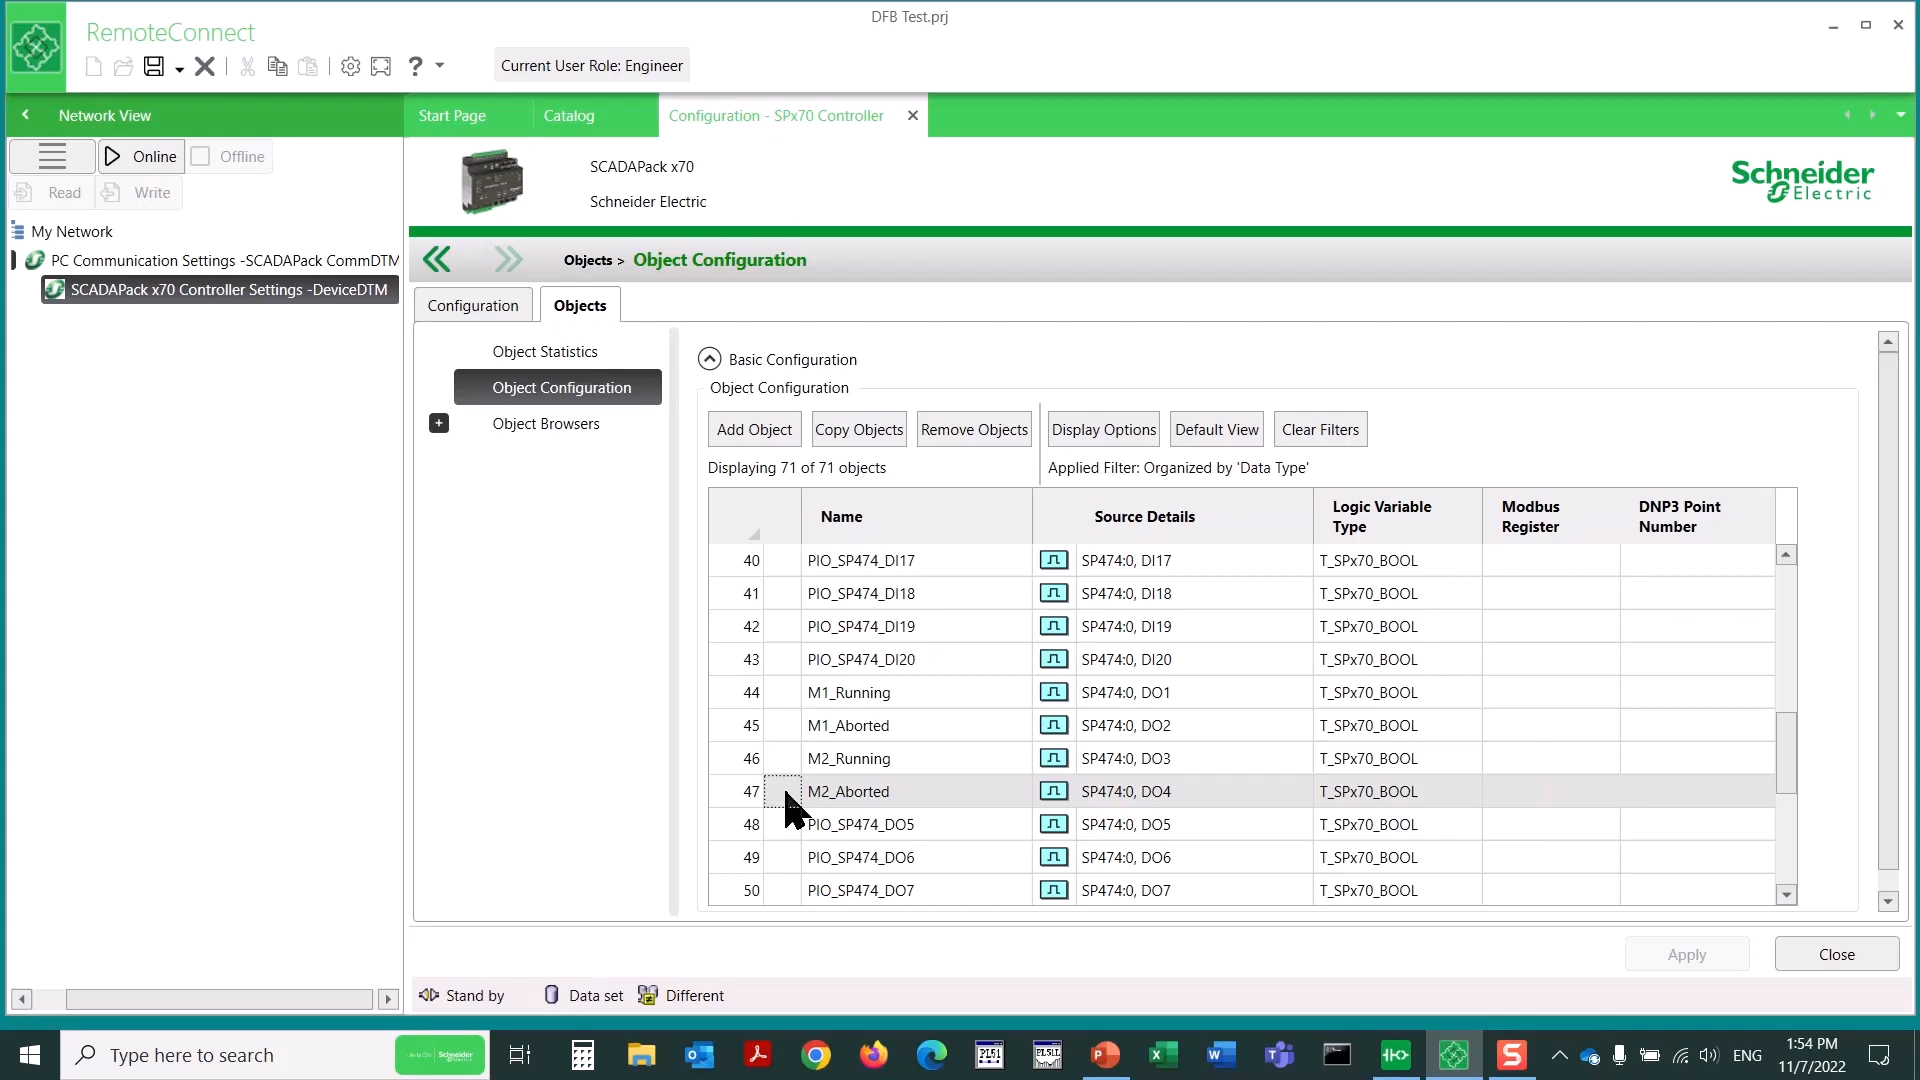 DFB Test.prj
RemoteConnect
Current User Role: Engineer
Network View
Start Page
Catalog
Configuration - SPx70 Controller
Online
Offline
Read
Write
My Network
PC Communication Settings -SCADAPack CommDTM
SCADAPack x70 Controller Settings -DeviceDTM
SCADAPack x70
Schneider Electric
Schneider
Electric
Objects > Object Configuration
Configuration
Objects
Object Statistics
Object Configuration
Object Browsers
Basic Configuration
Object Configuration
Add Object
Copy Objects
Remove Objects
Display Options
Default View
Clear Filters
Displaying 71 of 71 objects
Applied Filter: Organized by 'Data Type'
Name
Source Details
Logic Variable
Type
Modbus
Register
DNP3 Point
Number
40 PIO_SP474_DI17 SP474:0, DI17 T_SPx70_BOOL
41 PIO_SP474_DI18 SP474:0, DI18 T_SPx70_BOOL
42 PIO_SP474_DI19 SP474:0, DI19 T_SPx70_BOOL
43 PIO_SP474_DI20 SP474:0, DI20 T_SPx70_BOOL
44 M1_Running SP474:0, DO1 T_SPx70_BOOL
45 M1_Aborted SP474:0, DO2 T_SPx70_BOOL
46 M2_Running SP474:0, DO3 T_SPx70_BOOL
47 M2_Aborted SP474:0, DO4 T_SPx70_BOOL
48 PIO_SP474_DO5 SP474:0, DO5 T_SPx70_BOOL
49 PIO_SP474_DO6 SP474:0, DO6 T_SPx70_BOOL
50 PIO_SP474_DO7 SP474:0, DO7 T_SPx70_BOOL
Apply
Close
Stand by
Data set
Different
Type here to search
ENG
1:54 PM
11/7/2022